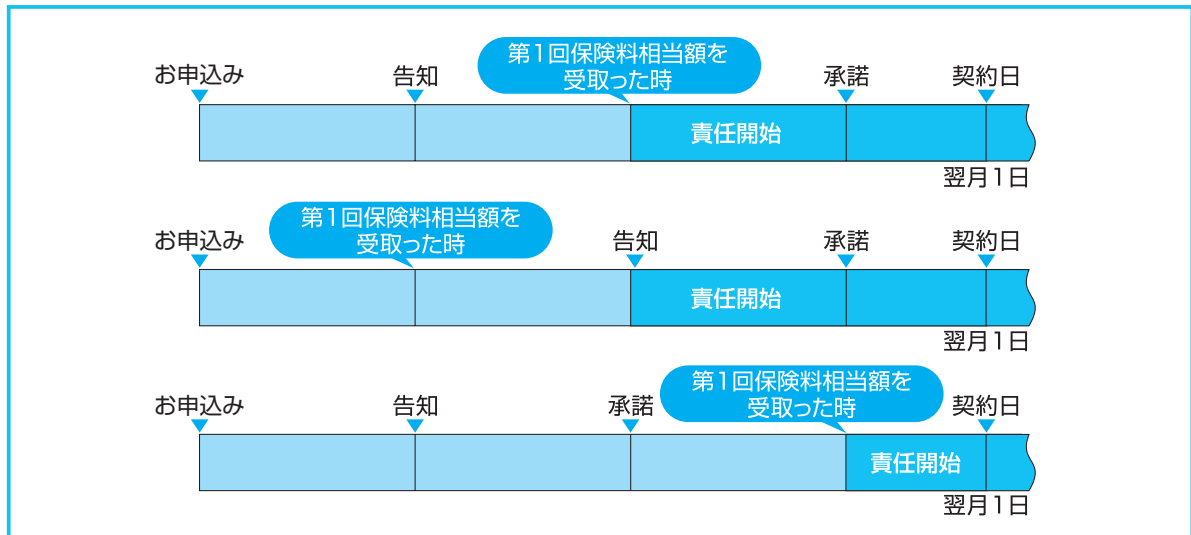 第1回保険料相当額を
受取った時
お申込み 告知 承諾 契約日
責任開始
翌月1日
第1回保険料相当額を
受取った時
お申込み 告知 承諾 契約日
責任開始
翌月1日
第1回保険料相当額を
受取った時
お申込み 告知 承諾 契約日
責任開始
翌月1日